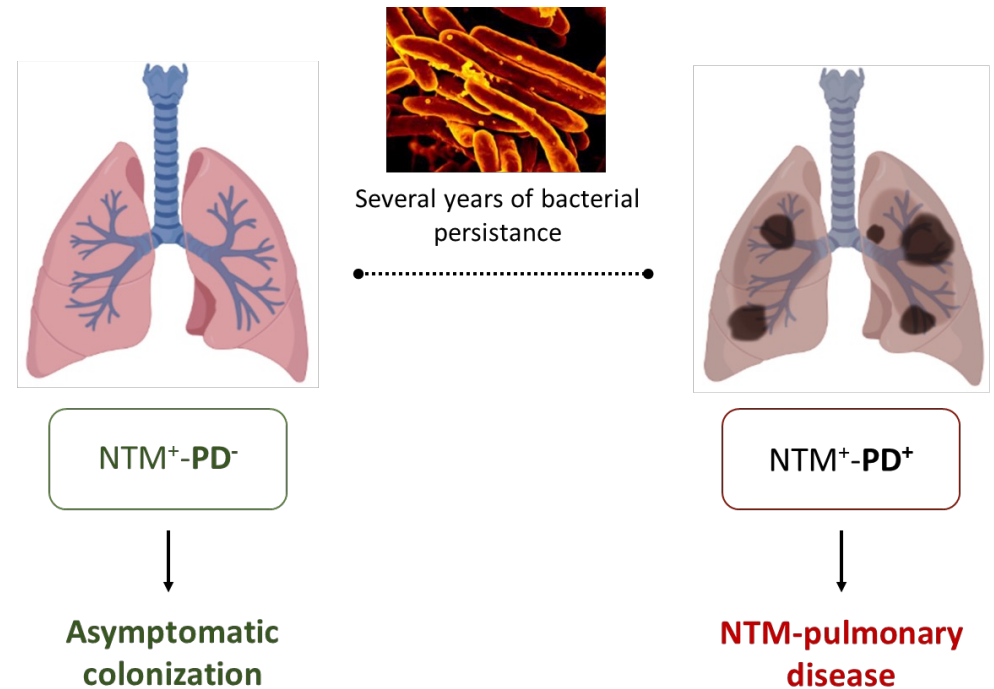 Several years of bacterial
persistance
NTM⁺-PD⁻
NTM⁺-PD⁺
Asymptomatic
colonization
NTM-pulmonary
disease